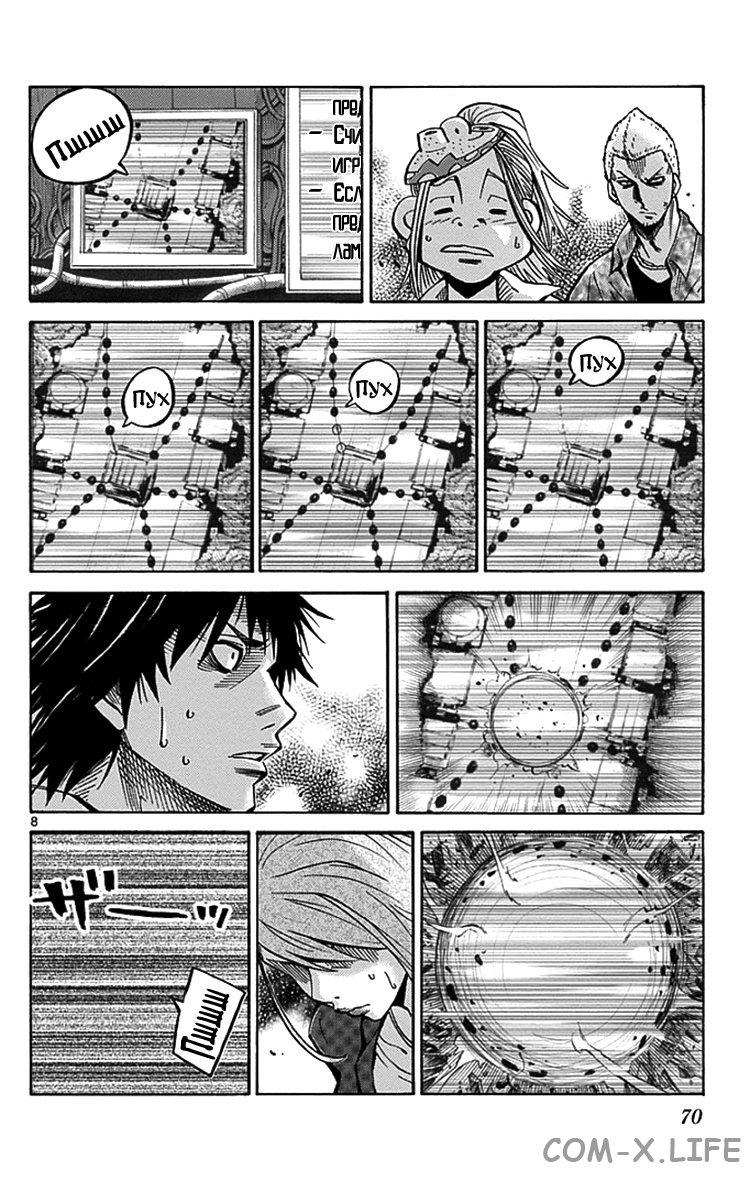 Пшшш
пред
– Счи
игр
– Есл
пред
лам
Пух
Пух
Пух
8
ザーッ
Пшшш
70
COM-X.LIFE